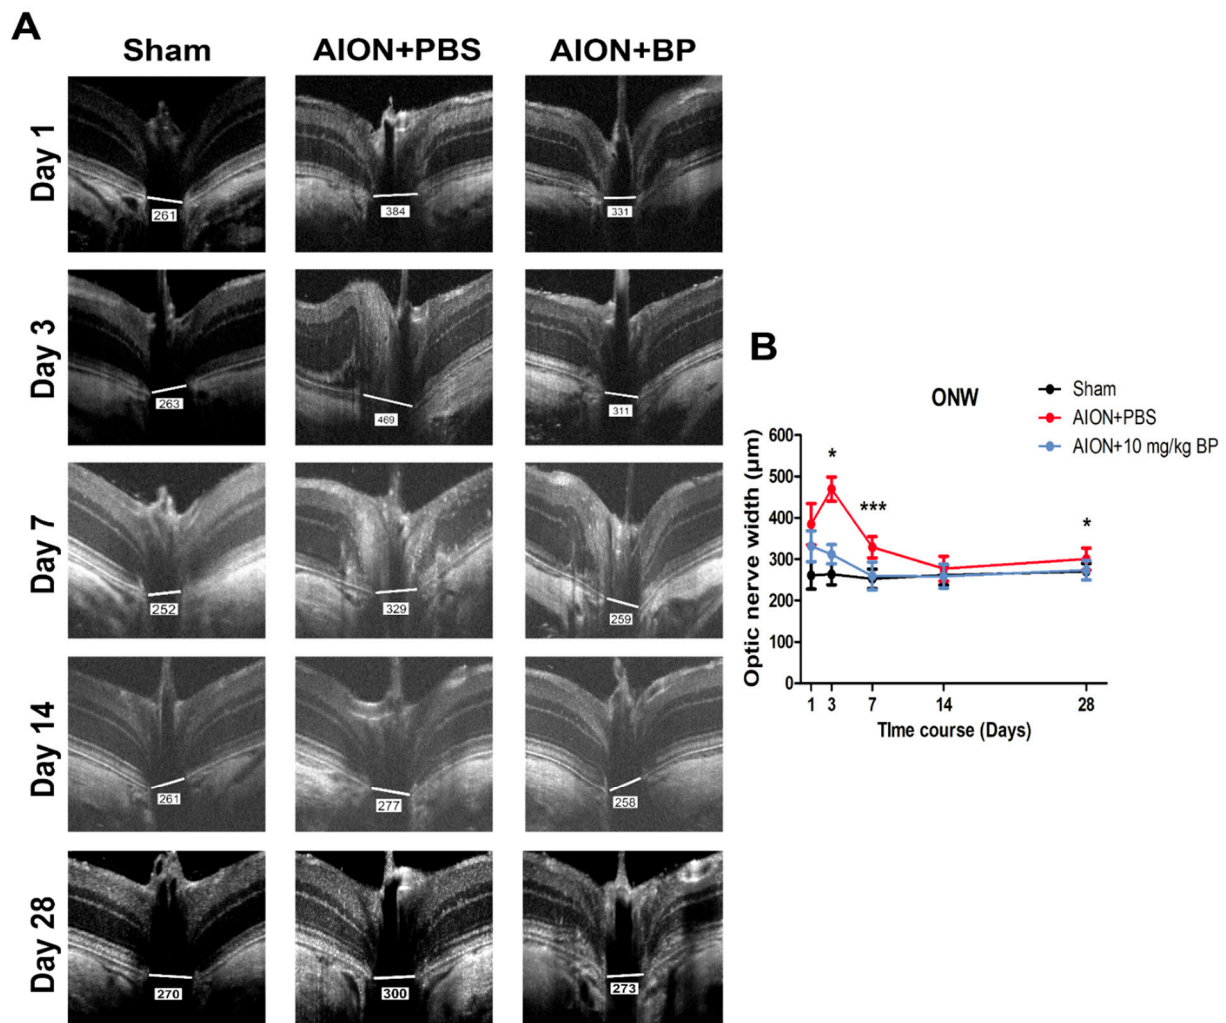 A
Sham AION+PBS AION+BP
Day 1
261 384 331
Day 3
263 469 311
Day 7
252 329 259
Day 14
261 277 258
Day 28
270 300 273
B
ONW
Sham
AION+PBS
AION+10 mg/kg BP
Optic nerve width (µm)
600
500
400
300
200
100
0
*
***
*
1 3 7 14 28
TIme course (Days)